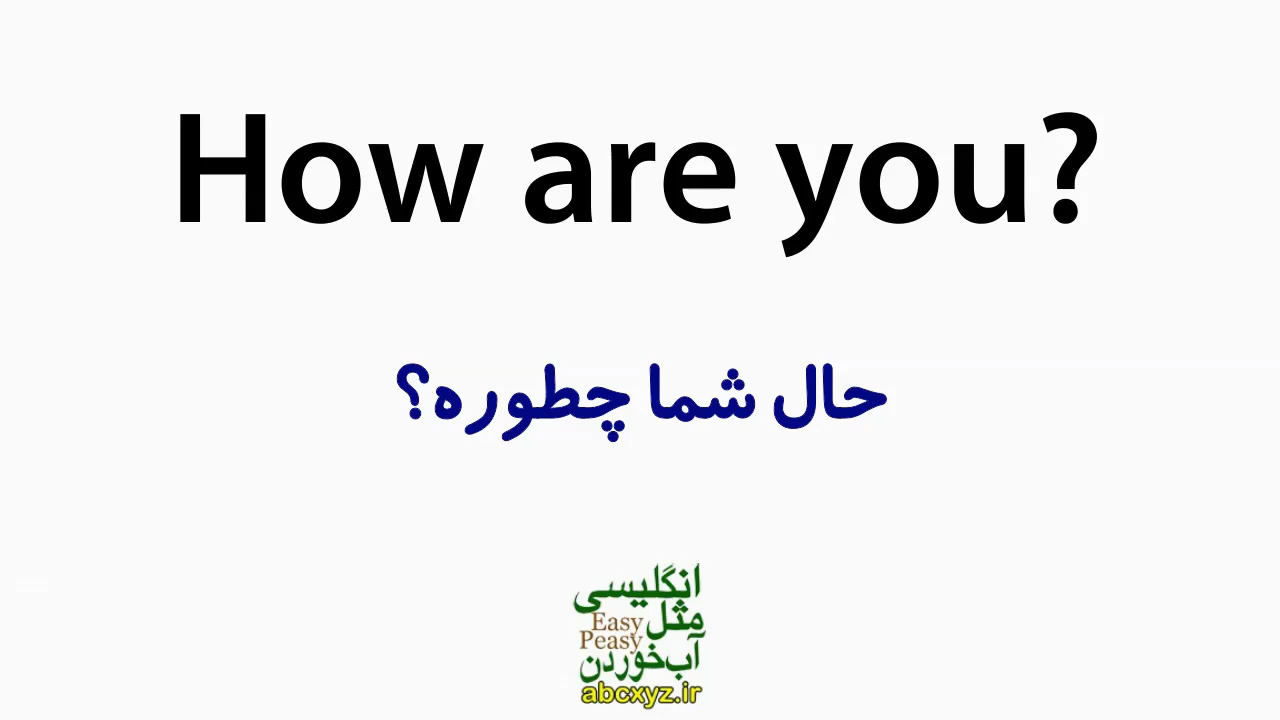 How are you?
حال شما چطوره؟
انگلیسی
مثل Easy
Peasy
آب‌خوردن
abcxyz.ir